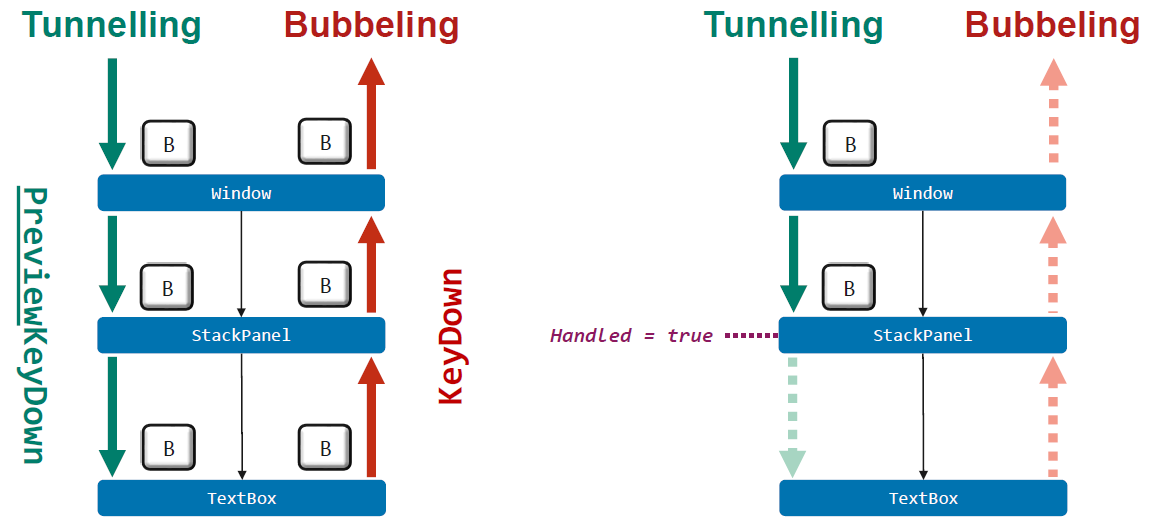 Tunnelling Bubbeling
B B
Window
B B
StackPanel
B B
TextBox
PreviewKeyDown
KeyDown
Tunnelling Bubbeling
B
Window
B
Handled = true StackPanel
TextBox